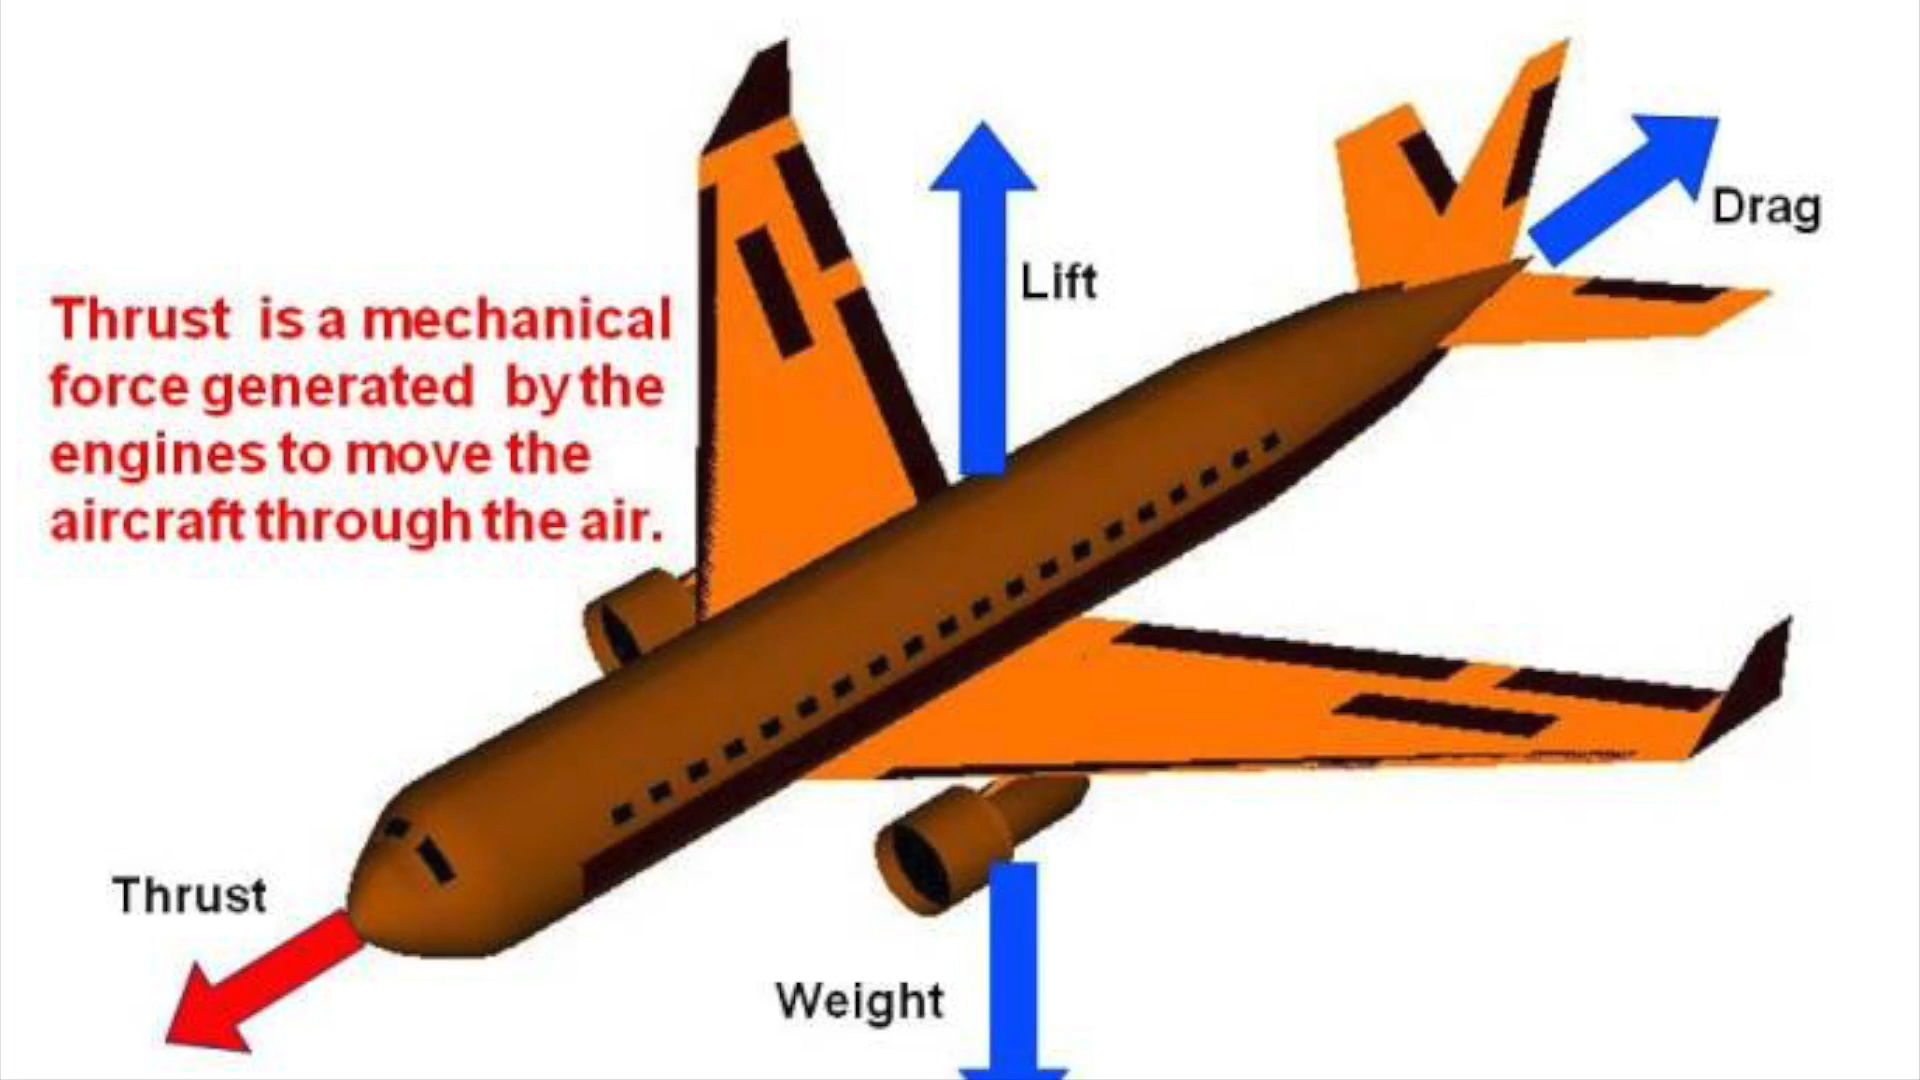 Drag
Lift
Thrust is a mechanical
force generated by the
engines to move the
aircraft through the air.
Thrust
Weight